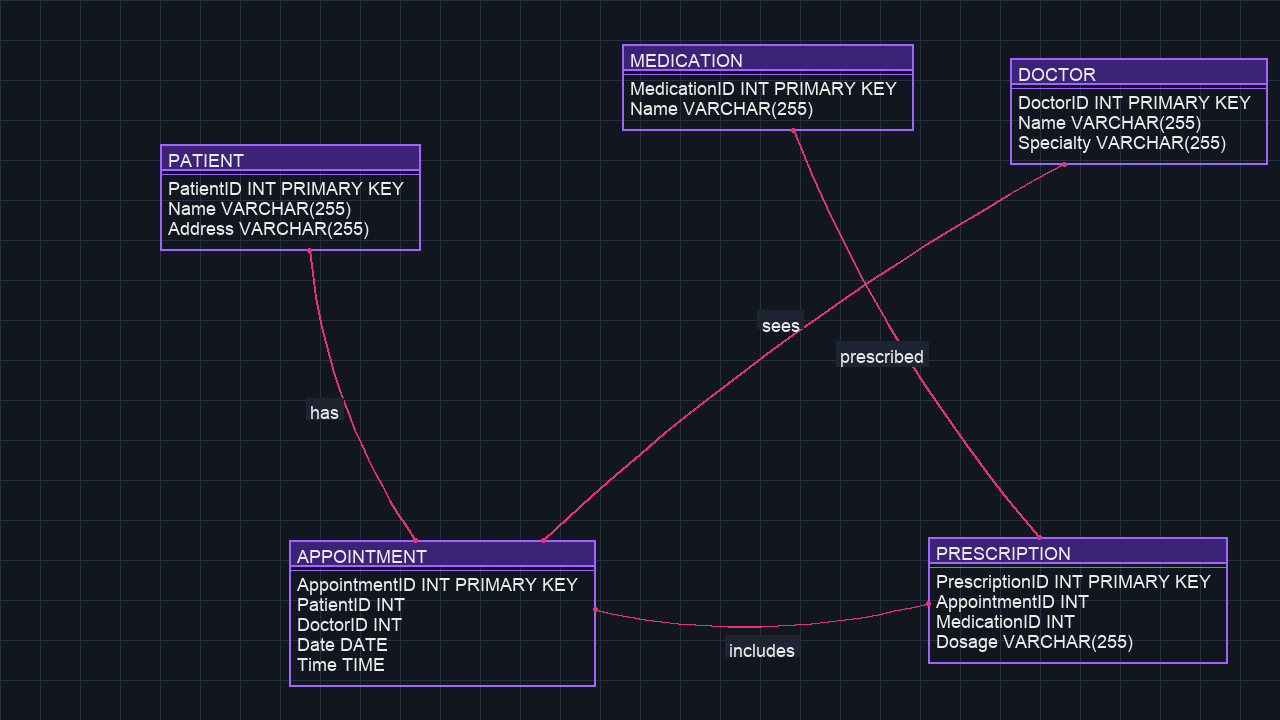 MEDICATION
MedicationID INT PRIMARY KEY
Name VARCHAR(255)
DOCTOR
DoctorID INT PRIMARY KEY
Name VARCHAR(255)
Specialty VARCHAR(255)
PATIENT
PatientID INT PRIMARY KEY
Name VARCHAR(255)
Address VARCHAR(255)
sees
prescribed
has
APPOINTMENT
AppointmentID INT PRIMARY KEY
PatientID INT
DoctorID INT
Date DATE
Time TIME
includes
PRESCRIPTION
PrescriptionID INT PRIMARY KEY
AppointmentID INT
MedicationID INT
Dosage VARCHAR(255)